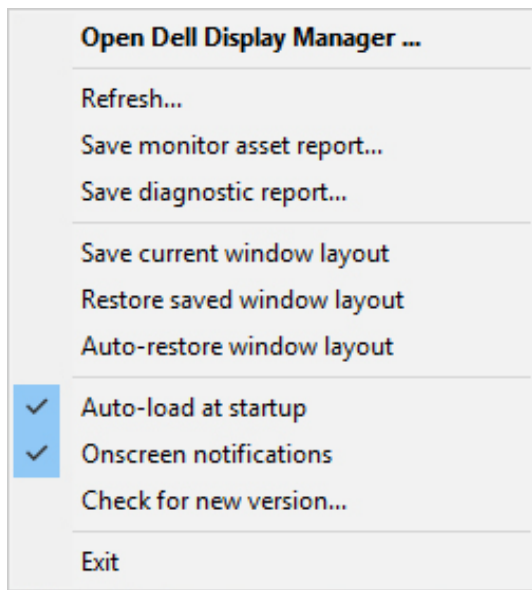 Open Dell Display Manager ...
Refresh...
Save monitor asset report...
Save diagnostic report...
Save current window layout
Restore saved window layout
Auto-restore window layout
Auto-load at startup
Onscreen notifications
Check for new version...
Exit